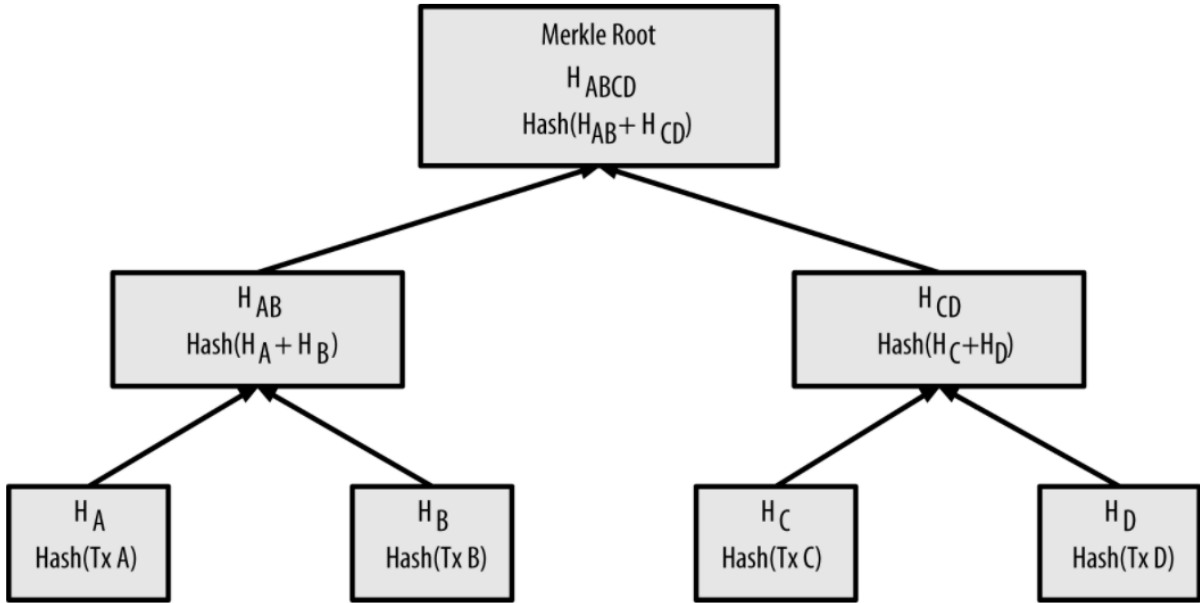 Merkle Root
H ABCD
Hash(HAB+ H CD)
H AB
Hash(H A + H B)
H CD
Hash(H C+HD)
H A
Hash(Tx A)
H B
Hash(Tx B)
H C
Hash(Tx C)
H D
Hash(Tx D)